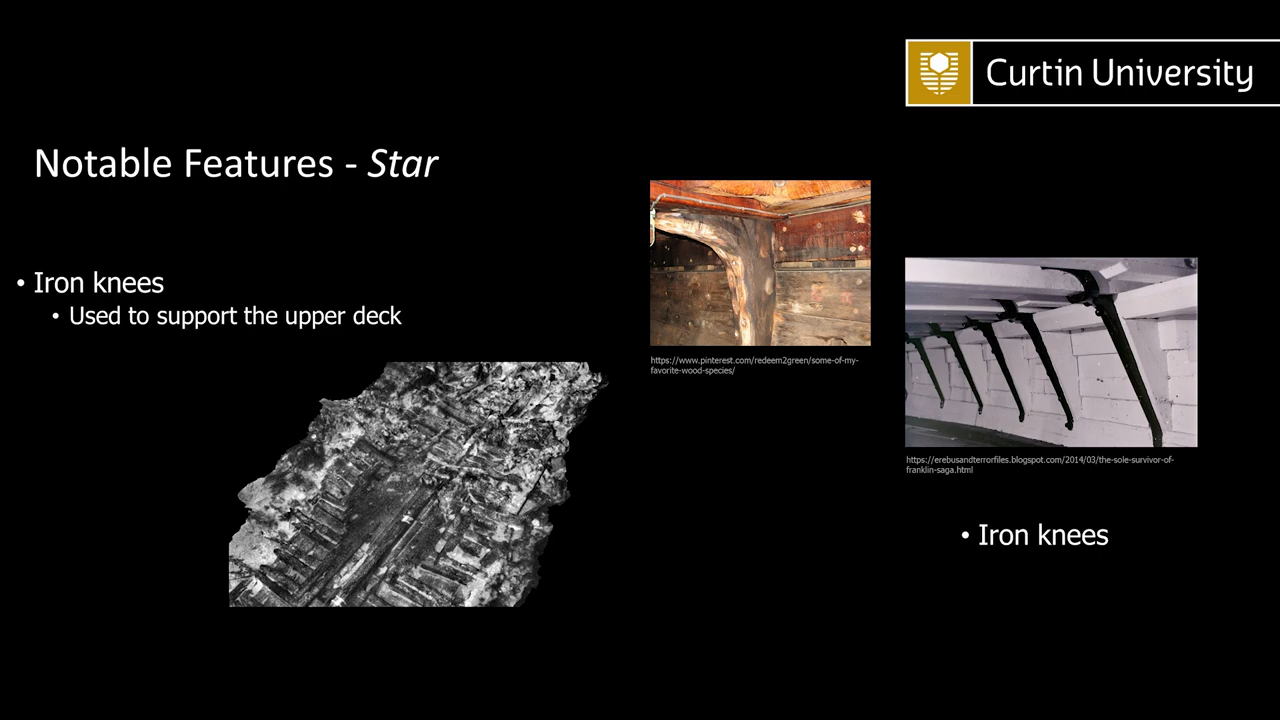 Curtin University
Notable Features - Star
• Iron knees
• Used to support the upper deck
https://www.pinterest.com/redeem2green/some-of-my-
favorite-wood-species/
https://erebusandterrorfiles.blogspot.com/2014/03/the-sole-survivor-of-
franklin-saga.html
• Iron knees